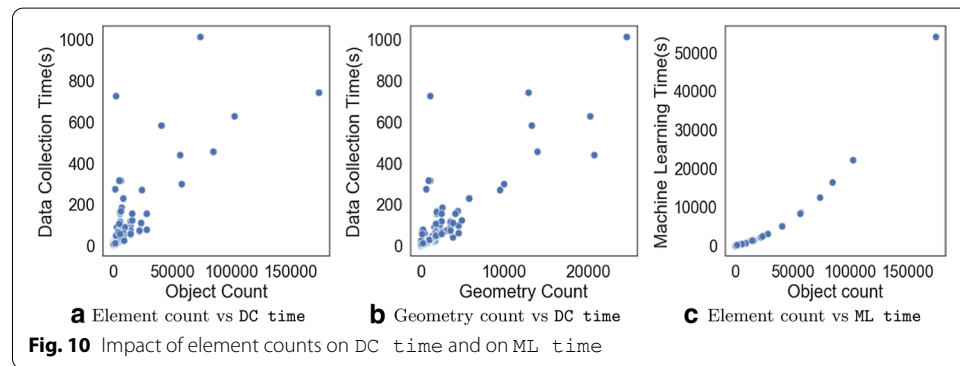 1000
800
600
400
200
0
Data Collection Time(s)
0 50000 100000 150000
Object Count
a Element count vs DC time
1000
800
600
400
200
0
Data Collection Time(s)
0 10000 20000
Geometry Count
b Geometry count vs DC time
50000
40000
30000
20000
10000
0
Machine Learning Time(s)
0 50000 100000 150000
Object count
c Element count vs ML time
Fig. 10 Impact of element counts on DC time and on ML time